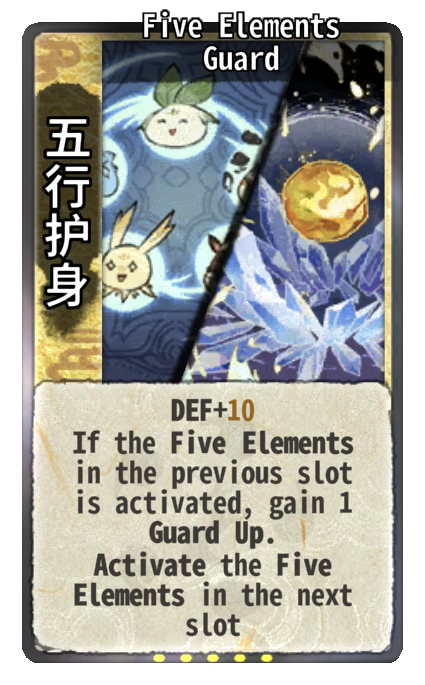 Five Elements
Guard
五行护身
DEF+10
If the Five Elements
in the previous slot
is activated, gain 1
Guard Up.
Activate the Five
Elements in the next
slot